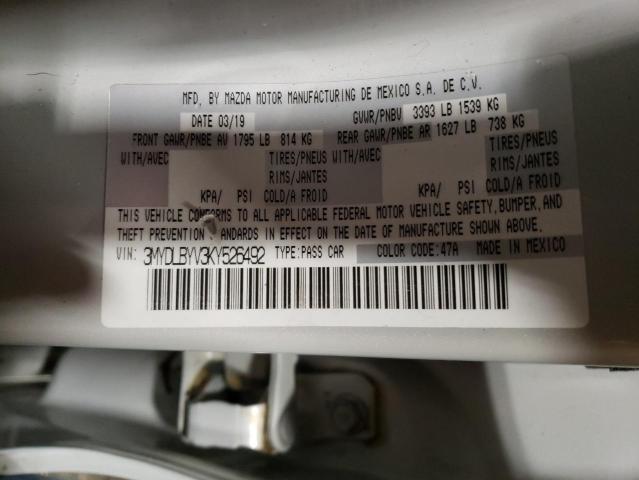 MFD. BY MAZDA MOTOR MANUFACTURING DE MEXICO S.A. DE C.V.
DATE 03/19 GVWR/PNBV 3393 LB 1539 KG
FRONT GAWR/PNBE AV 1795 LB 814 KG REAR GAWR/PNBE AR 1627 LB 738 KG
WITH/AVEC TIRES/PNEUS WITH/AVEC TIRES/PNEUS
RIMS/JANTES RIMS/JANTES
KPA/ PSI COLD/A FROID KPA/ PSI COLD/A FROID
THIS VEHICLE CONFORMS TO ALL APPLICABLE FEDERAL MOTOR VEHICLE SAFETY, BUMPER, AND
THEFT PREVENTION ANDARDS IN EFFECT ON THE DATE OF MANUFACTURE SHOWN ABOVE.
VIN: 3MYDLBYV3KY526492 TYPE:PASS CAR COLOR CODE:47A MADE IN MEXICO